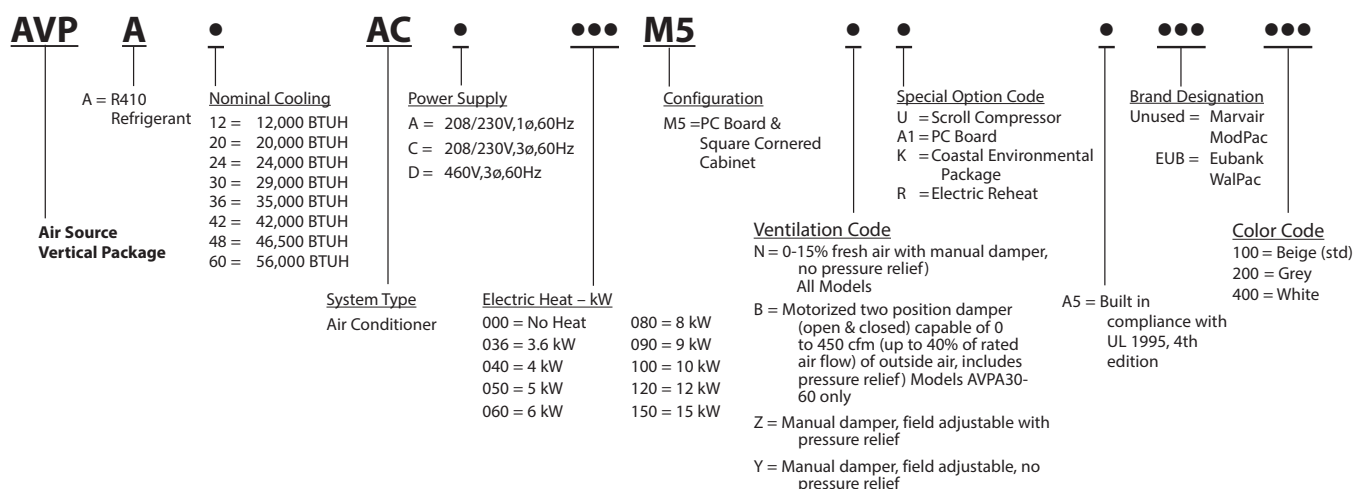 AVP A • AC • ••• M5 • • • ••• •••
A = R410
Refrigerant
Nominal Cooling
12 = 12,000 BTUH
20 = 20,000 BTUH
24 = 24,000 BTUH
30 = 29,000 BTUH
36 = 35,000 BTUH
42 = 42,000 BTUH
48 = 46,500 BTUH
60 = 56,000 BTUH
Power Supply
A = 208/230V,1ø,60Hz
C = 208/230V,3ø,60Hz
D = 460V,3ø,60Hz
Configuration
M5 =PC Board &
Square Cornered
Cabinet
Special Option Code
U =Scroll Compressor
A1=PC Board
K =Coastal Environmental
Package
R =Electric Reheat
Brand Designation
Unused = Marvair
ModPac
EUB = Eubank
WalPac
Air Source
Vertical Package
System Type
Air Conditioner
Electric Heat – kW
000 = No Heat
036 = 3.6 kW
040 = 4 kW
050 = 5 kW
060 = 6 kW
080 = 8 kW
090 = 9 kW
100 = 10 kW
120 = 12 kW
150 = 15 kW
Ventilation Code
N = 0-15% fresh air with manual damper,
no pressure relief)
All Models
B = Motorized two position damper
(open & closed) capable of 0
to 450 cfm (up to 40% of rated
air flow) of outside air, includes
pressure relief) Models AVPA30-
60 only
Z = Manual damper, field adjustable with
pressure relief
Y = Manual damper, field adjustable, no
pressure relief
A5 = Built in
compliance with
UL 1995, 4th
edition
Color Code
100 = Beige (std)
200 = Grey
400 = White